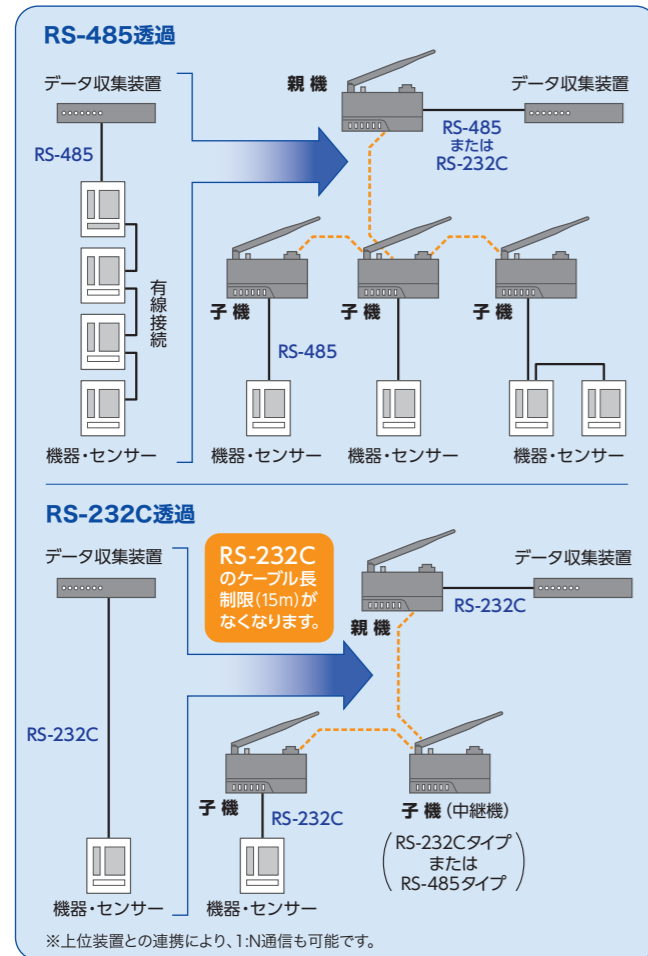 RS-485透過
データ収集装置
RS-485
有線接続
機器・センサー
親機
データ収集装置
RS-485
または
RS-232C
子機
子機
子機
RS-485
機器・センサー
機器・センサー
機器・センサー
RS-232C透過
データ収集装置
RS-232C
機器・センサー
RS-232C
のケーブル長
制限(15m)が
なくなります。
親機
データ収集装置
RS-232C
子機
RS-232C
機器・センサー
子機(中継機)
(RS-232Cタイプ
または
RS-485タイプ)
※上位装置との連携により、1:N通信も可能です。